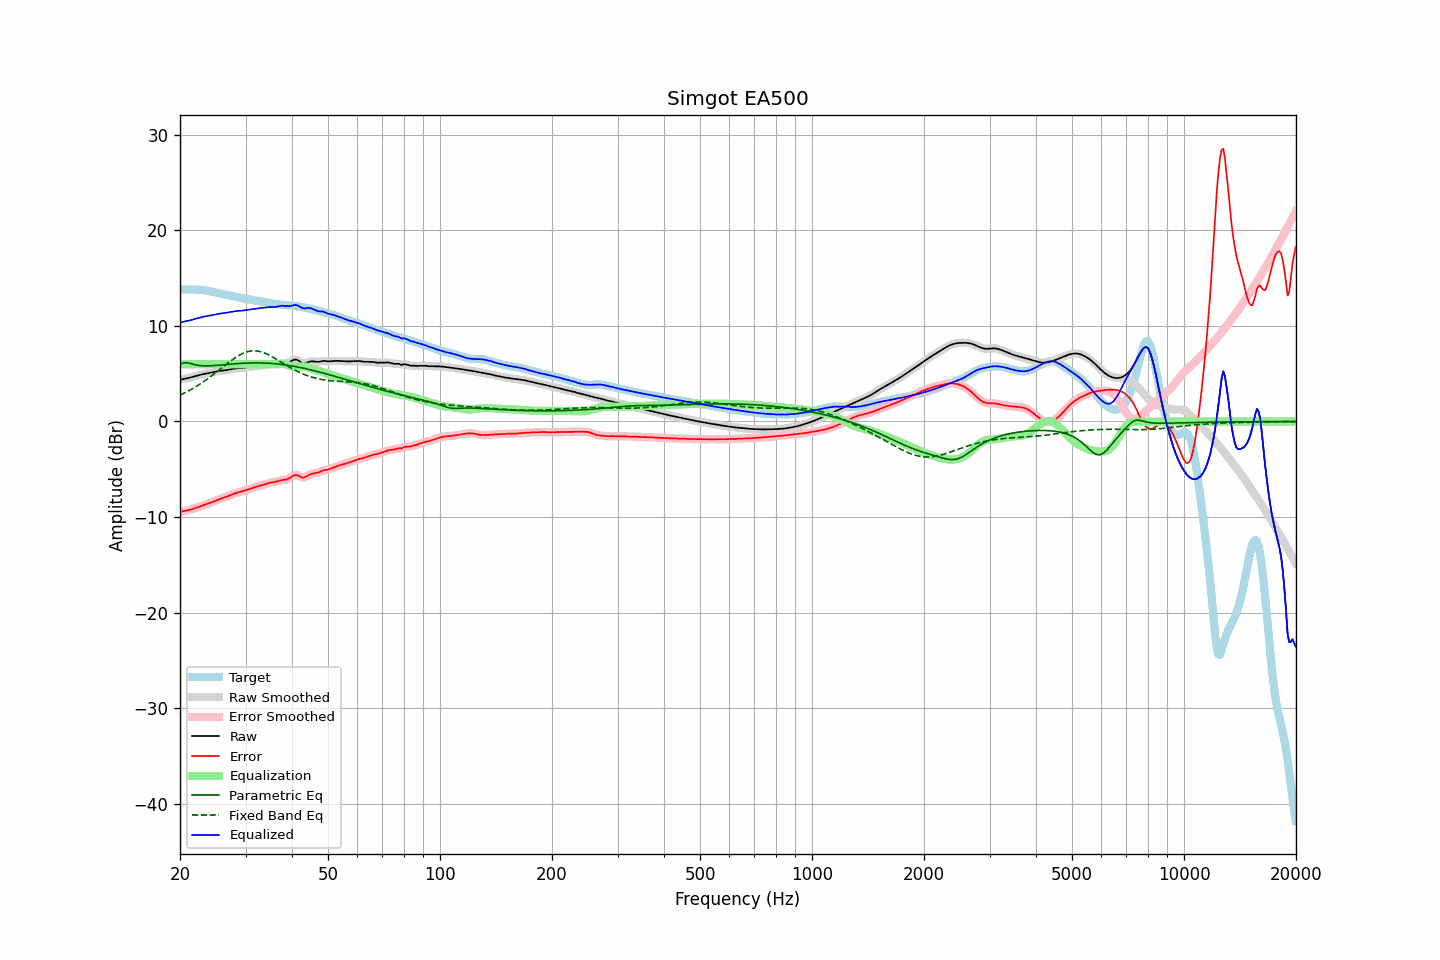 Simgot EA500
Amplitude (dBr)
30
20
10
0
−10
−20
−30
−40
Target
Raw Smoothed
Error Smoothed
Raw
Error
Equalization
Parametric Eq
Fixed Band Eq
Equalized
20 50 100 200 500 1000 2000 5000 10000 20000
Frequency (Hz)